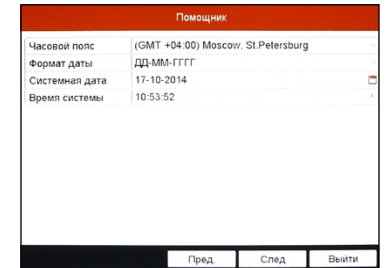 Помощник
Часовой пояс (GMT +04:00) Moscow, St.Petersburg
Формат даты ДД-ММ-ГГГГ
Системная дата 17-10-2014
Время системы 10:53:52
Пред. След Выйти